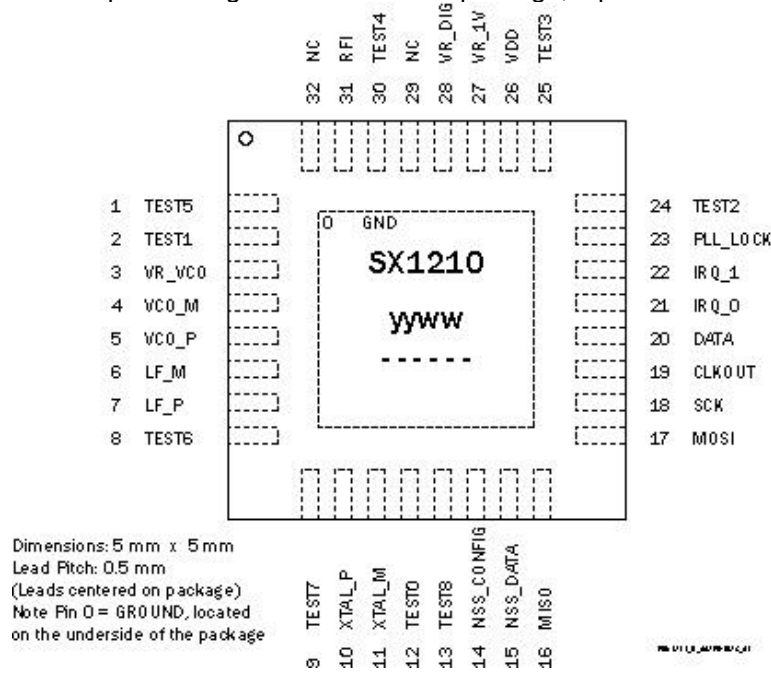 NC
RFI
TEST4
NC
VR_DIG
VR_1V
VDD
TEST3
32
31
30
29
28
27
26
25
1 TEST5
2 TEST1
3 VR_VCO
4 VCO_M
5 VCO_P
6 LF_M
7 LF_P
8 TEST6
0 GND
SX1210
yyww
------
24 TEST2
23 PLL_LOCK
22 IRQ_1
21 IRQ_0
20 DATA
19 CLKOUT
18 SCK
17 MOSI
Dimensions: 5 mm x 5 mm
Lead Pitch: 0.5 mm
(Leads centered on package)
Note Pin 0 = GROUND, located
on the underside of the package
TEST7
XTAL_P
XTAL_M
TEST0
TEST8
NSS_CONFIG
NSS_DATA
MISO
9
10
11
12
13
14
15
16